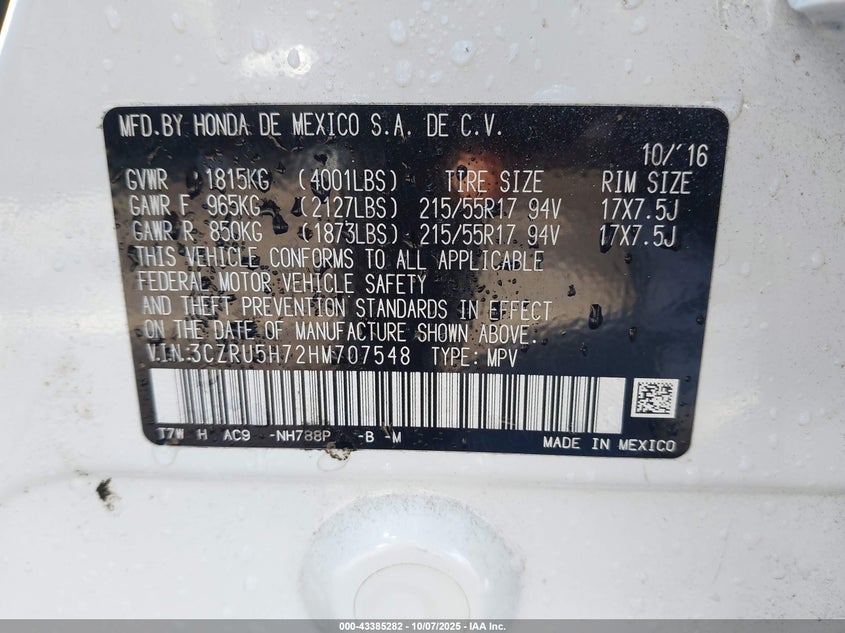 MFD.BY HONDA DE MEXICO S.A. DE C.V.
10/'16
GVWR 1815KG (4001LBS) TIRE SIZE RIM SIZE
GAWR F 965KG (2127LBS) 215/55R17 94V 17X7.5J
GAWR R 850KG (1873LBS) 215/55R17 94V 17X7.5J
THIS VEHICLE CONFORMS TO ALL APPLICABLE
FEDERAL MOTOR VEHICLE SAFETY
AND THEFT PREVENTION STANDARDS IN EFFECT
ON THE DATE OF MANUFACTURE SHOWN ABOVE.
V.I.N:3CZRU5H72HM707548 TYPE: MPV
T7W H AC9 -NH788P -B -M
MADE IN MEXICO
000-43385282 - 10/07/2025 - IAA Inc.